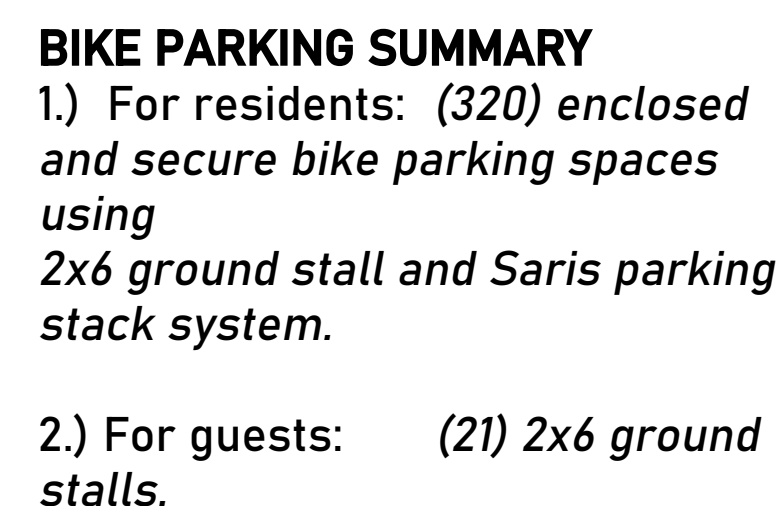 BIKE PARKING SUMMARY
1.) For residents: (320) enclosed
and secure bike parking spaces
using
2x6 ground stall and Saris parking
stack system.
2.) For guests: (21) 2x6 ground
stalls.